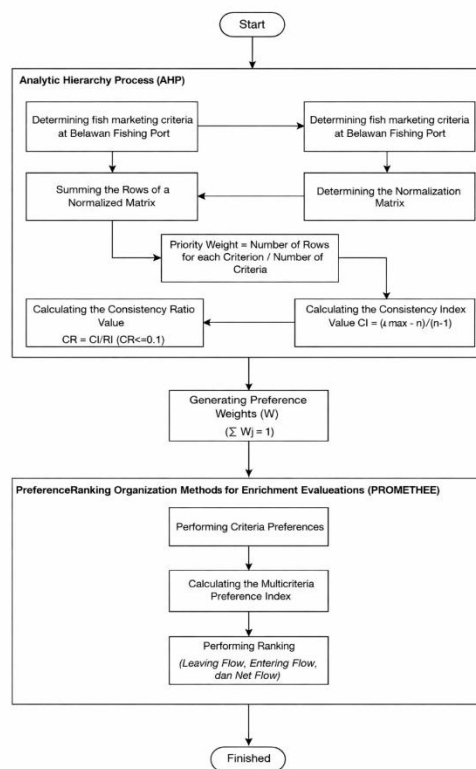 Start
Analytic Hierarchy Process (AHP)
Determining fish marketing criteria
at Belawan Fishing Port
Determining fish marketing criteria
at Belawan Fishing Port
Summing the Rows of a
Normalized Matrix
Determining the Normalization
Matrix
Priority Weight = Number of Rows
for each Criterion / Number of
Criteria
Calculating the Consistency Ratio
Value
CR = CI/RI (CR<=0.1)
Calculating the Consistency Index
Value CI = (ι max - n)/(n-1)
Generating Preference
Weights (W)
(∑ Wj = 1)
PreferenceRanking Organization Methods for Enrichment Evalueations (PROMETHEE)
Performing Criteria Preferences
Calculating the Multicriteria
Preference Index
Performing Ranking
(Leaving Flow, Entering Flow,
dan Net Flow)
Finished